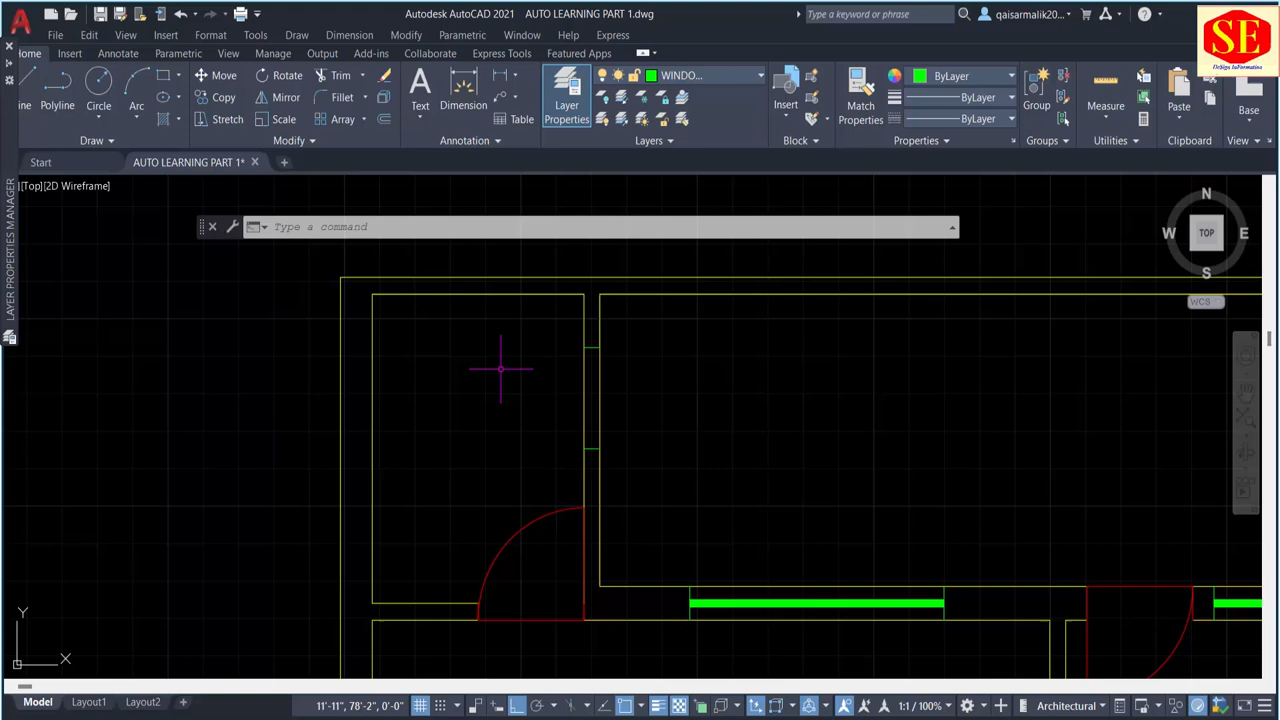 Autodesk AutoCAD 2021 AUTO LEARNING PART 1.dwg
Type a keyword or phrase
qaisarmalik20...
SE
DeSign InFormatino
File Edit View Insert Format Tools Draw Dimension Modify Parametric Window Help Express
Home Insert Annotate Parametric View Manage Output Add-ins Collaborate Express Tools Featured Apps
Line Polyline Circle Arc
Move Rotate Trim
Copy Mirror Fillet
Stretch Scale Array
Text Dimension Table
Layer Properties
WINDO...
Insert
Match Properties
ByLayer
ByLayer
ByLayer
Group
Measure
Paste
Base
Draw Modify Annotation Layers Block Properties Groups Utilities Clipboard View
Start AUTO LEARNING PART 1*
[Top][2D Wireframe]
Type a command
LAYER PROPERTIES MANAGER
N
W TOP E
S
WCS
Y
X
Model Layout1 Layout2
11'-11", 78'-2", 0'-0"
1:1 / 100%
Architectural